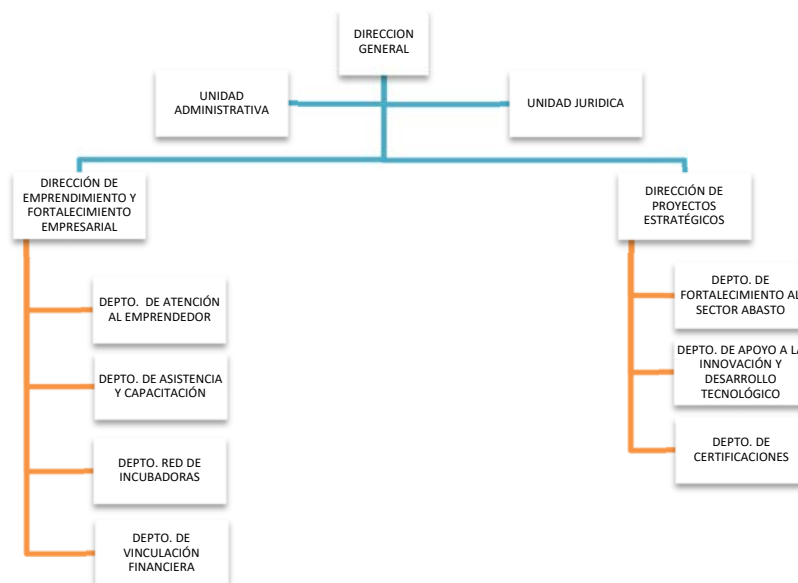 DIRECCION
GENERAL
UNIDAD
ADMINISTRATIVA
UNIDAD JURIDICA
DIRECCIÓN DE
EMPRENDIMIENTO Y
FORTALECIMIENTO
EMPRESARIAL
DIRECCIÓN DE
PROYECTOS
ESTRATÉGICOS
DEPTO. DE ATENCIÓN
AL EMPRENDEDOR
DEPTO. DE ASISTENCIA
Y CAPACITACIÓN
DEPTO. RED DE
INCUBADORAS
DEPTO. DE
VINCULACIÓN
FINANCIERA
DEPTO. DE
FORTALECIMIENTO AL
SECTOR ABASTO
DEPTO. DE APOYO A LA
INNOVACIÓN Y
DESARROLLO
TECNOLÓGICO
DEPTO. DE
CERTIFICACIONES